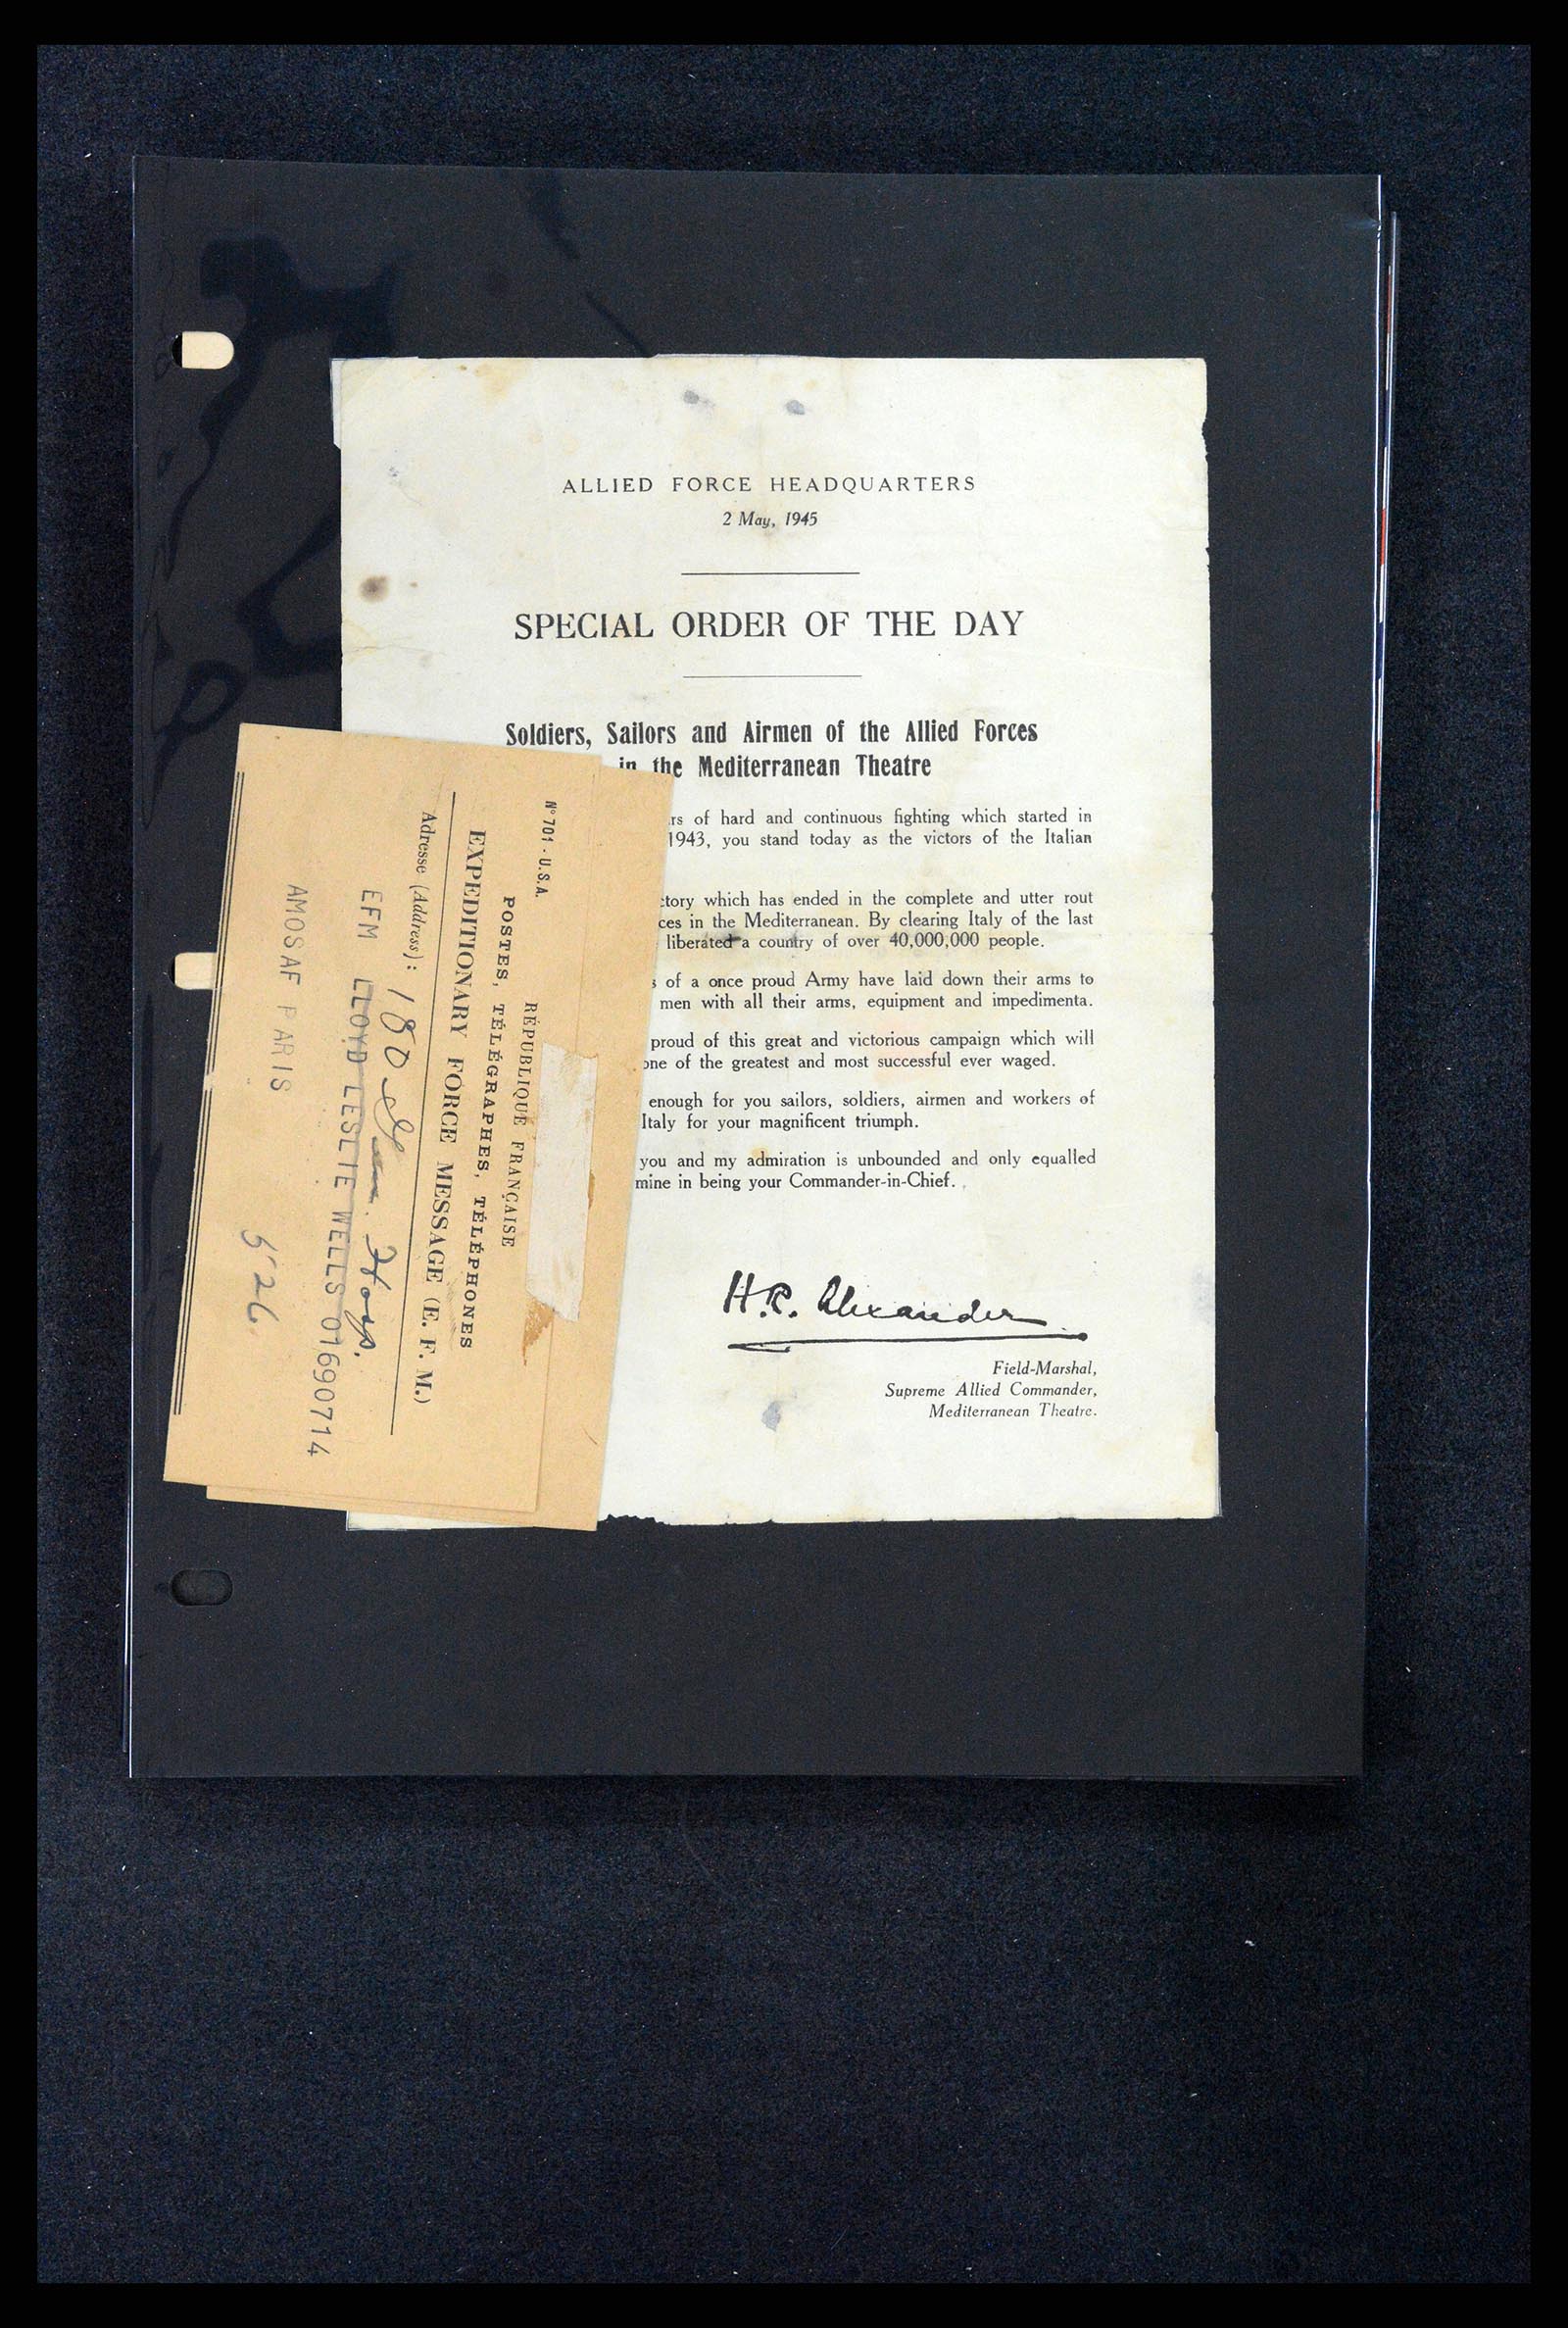 ALLIED FORCE HEADQUARTERS
2 May, 1945
SPECIAL ORDER OF THE DAY
Soldiers, Sailors and Airmen of the Allied Forces
in the Mediterranean Theatre
of hard and continuous fighting which started in
1943, you stand today as the victors of the Italian
which has ended in the complete and utter rout
in the Mediterranean. By clearing Italy of the last
liberated a country of over 40,000,000 people.
of a once proud Army have laid down their arms to
men with all their arms, equipment and impedimenta.
proud of this great and victorious campaign which will
one of the greatest and most successful ever waged.
enough for you sailors, soldiers, airmen and workers of
Italy for your magnificent triumph.
you and my admiration is unbounded and only equalled
mine in being your Commander-in-Chief.
H.R. Alexander
Field-Marshal,
Supreme Allied Commander,
Mediterranean Theatre.
N° 701 - U.S.A.
RÉPUBLIQUE FRANÇAISE
POSTES, TÉLÉGRAPHES, TÉLÉPHONES
EXPEDITIONARY FORCE MESSAGE (E. F. M.)
Adresse (Address): 180 Hosp.
EFM LLOYD LESLIE WELLS 01690714
AMOSAF PARIS
526